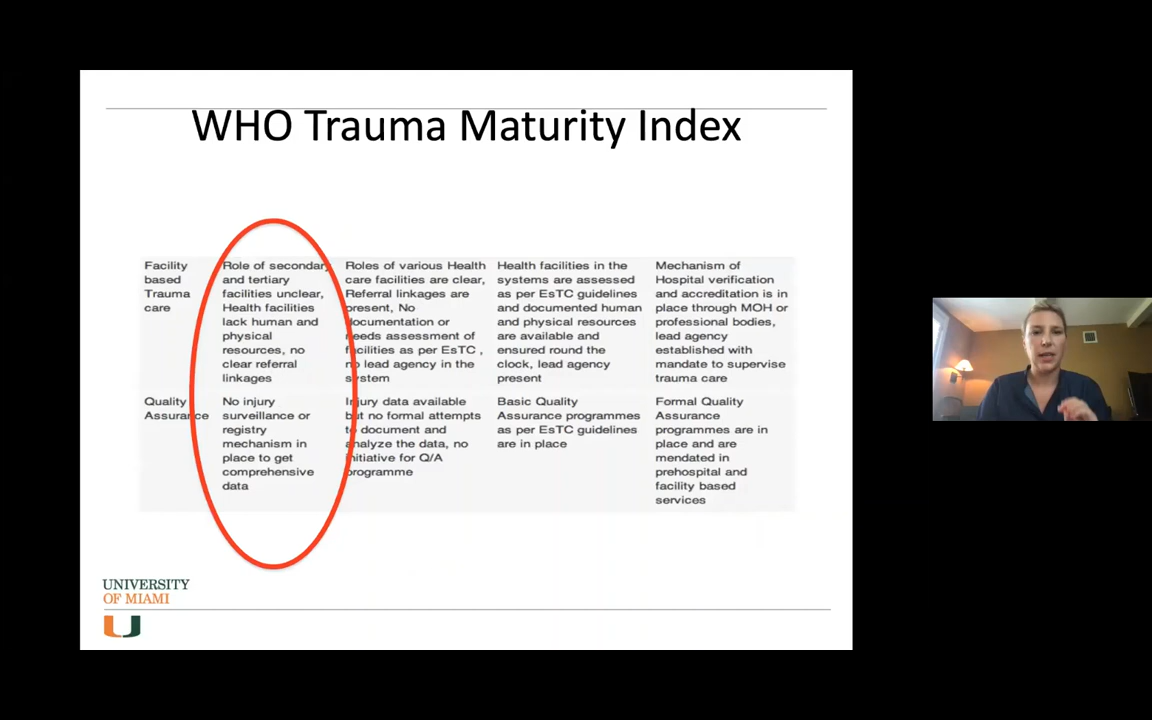 WHO Trauma Maturity Index
Facility
based
Trauma
care
Role of secondary
and tertiary
facilities unclear,
Health facilities
lack human and
physical
resources, no
clear referral
linkages
Roles of various Health
care facilities are clear,
Referral linkages are
present, No
documentation or
needs assessment of
facilities as per EsTC ,
no lead agency in the
system
Health facilities in the
systems are assessed
as per EsTC guidelines
and documented human
and physical resources
are available and
ensured round the
clock, lead agency
present
Mechanism of
Hospital verification
and accreditation is in
place through MOH or
professional bodies,
lead agency
established with
mandate to supervise
trauma care
Quality
Assurance
No injury
surveillance or
registry
mechanism in
place to get
comprehensive
data
Injury data available
but no formal attempts
to document and
analyze the data, no
initiative for Q/A
programme
Basic Quality
Assurance programmes
as per EsTC guidelines
are in place
Formal Quality
Assurance
programmes are in
place and are
mendated in
prehospital and
facility based
services
UNIVERSITY
OF MIAMI
U